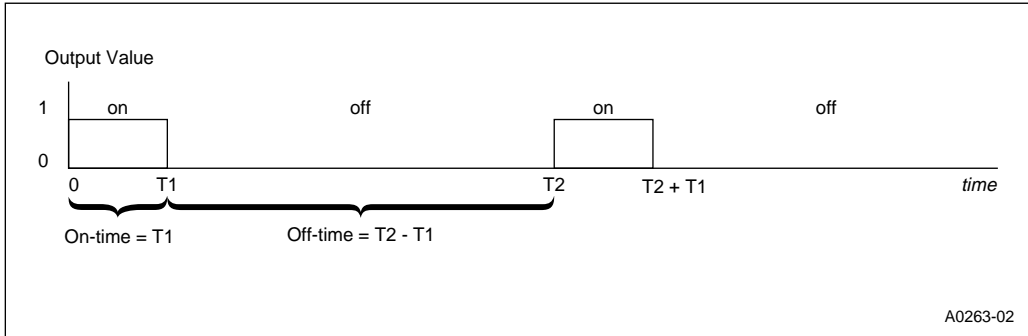 Output Value
1 on off on off
0
0 T1 T2 T2 + T1 time
On-time = T1 Off-time = T2 - T1
A0263-02